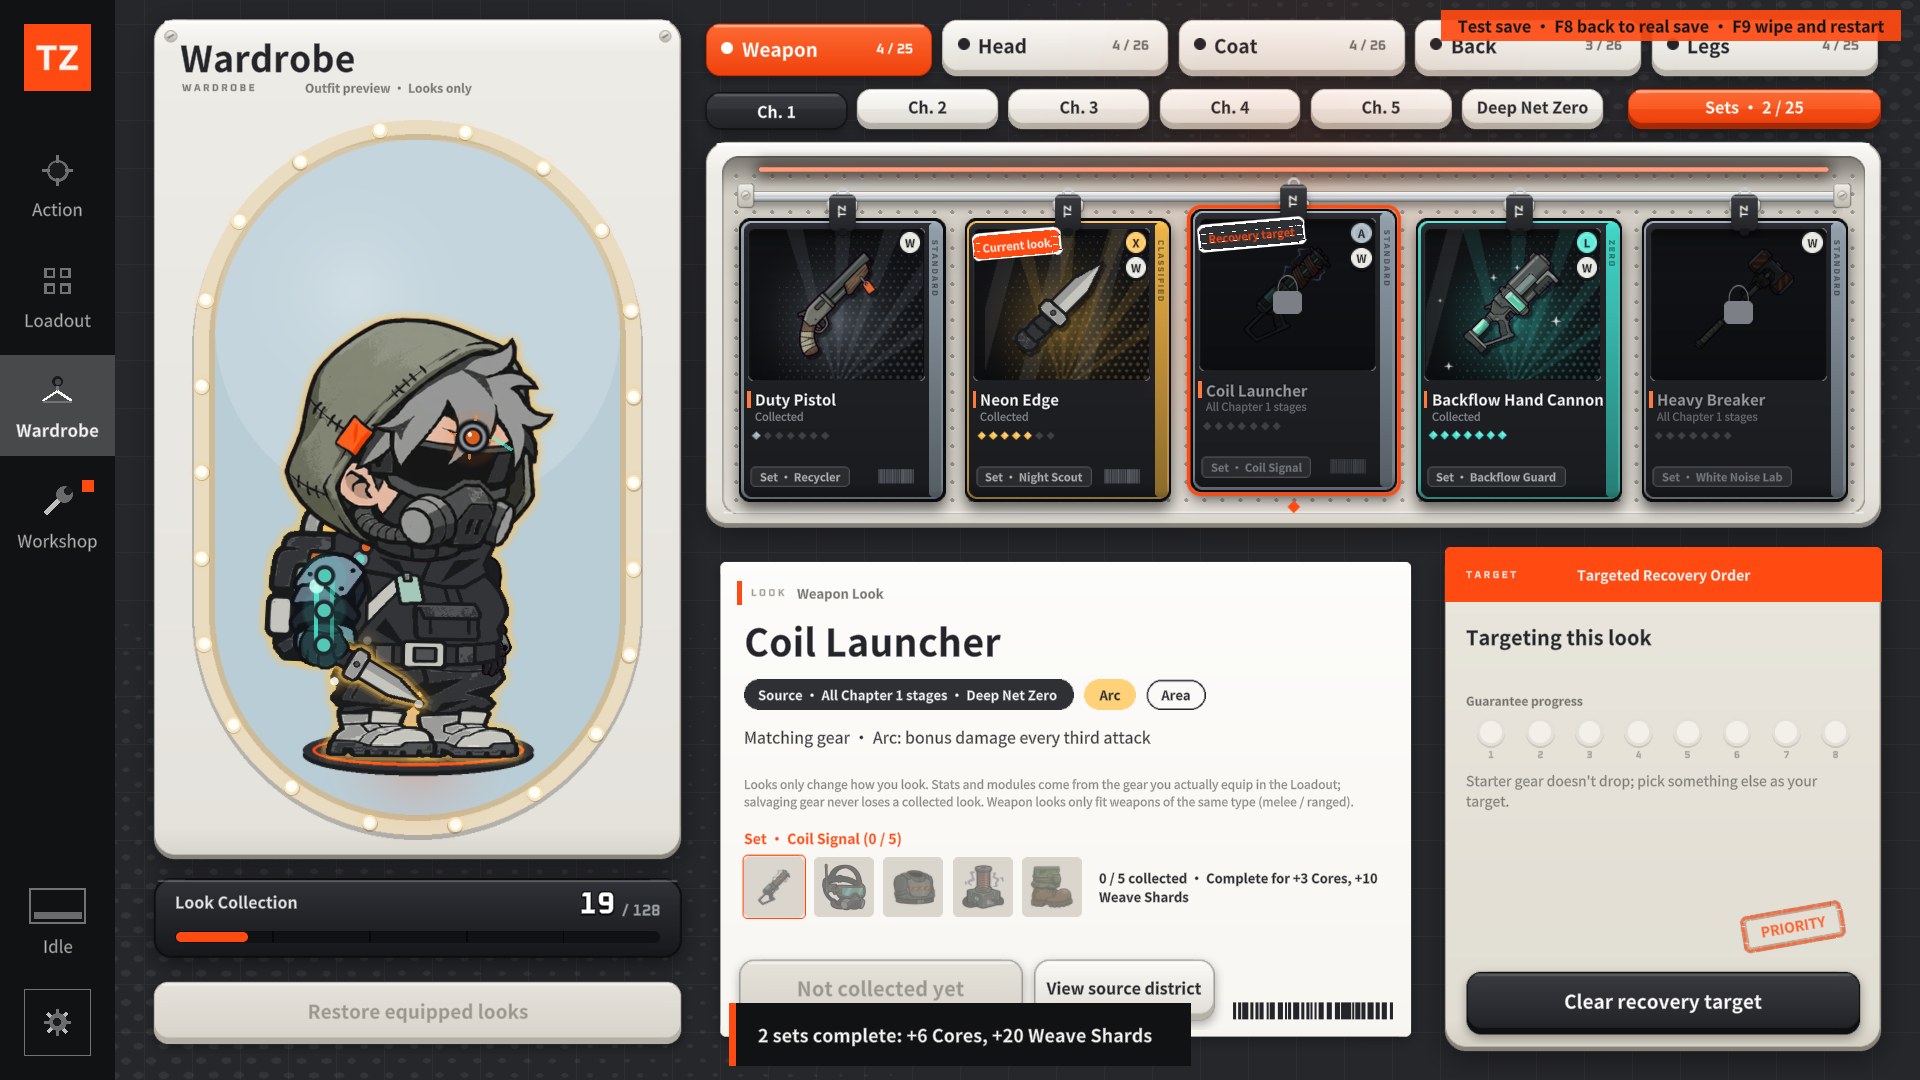 TZ
Action
Loadout
Wardrobe
Workshop
Idle
Wardrobe
WARDROBE
Outfit preview • Looks only
Look Collection
19 / 128
Restore equipped looks
Test save • F8 back to real save • F9 wipe and restart
Weapon 4 / 25
Head 4 / 26
Coat 4 / 26
Back 3 / 26
Legs 4 / 25
Ch. 1
Ch. 2
Ch. 3
Ch. 4
Ch. 5
Deep Net Zero
Sets • 2 / 25
TZ
W
STANDARD
Duty Pistol
Collected
Set • Recycler
TZ
Current look
X
W
CLASSIFIED
Neon Edge
Collected
Set • Night Scout
TZ
Recovery target
A
W
STANDARD
Coil Launcher
All Chapter 1 stages
Set • Coil Signal
TZ
L
W
ZERO
Backflow Hand Cannon
Collected
Set • Backflow Guard
TZ
W
STANDARD
Heavy Breaker
All Chapter 1 stages
Set • White Noise Lab
LOOK Weapon Look
Coil Launcher
Source • All Chapter 1 stages • Deep Net Zero
Arc
Area
Matching gear • Arc: bonus damage every third attack
Looks only change how you look. Stats and modules come from the gear you actually equip in the Loadout;
salvaging gear never loses a collected look. Weapon looks only fit weapons of the same type (melee / ranged).
Set • Coil Signal (0 / 5)
0 / 5 collected • Complete for +3 Cores, +10
Weave Shards
Not collected yet
View source district
2 sets complete: +6 Cores, +20 Weave Shards
TARGET Targeted Recovery Order
Targeting this look
Guarantee progress
1 2 3 4 5 6 7 8
Starter gear doesn't drop; pick something else as your
target.
PRIORITY
Clear recovery target